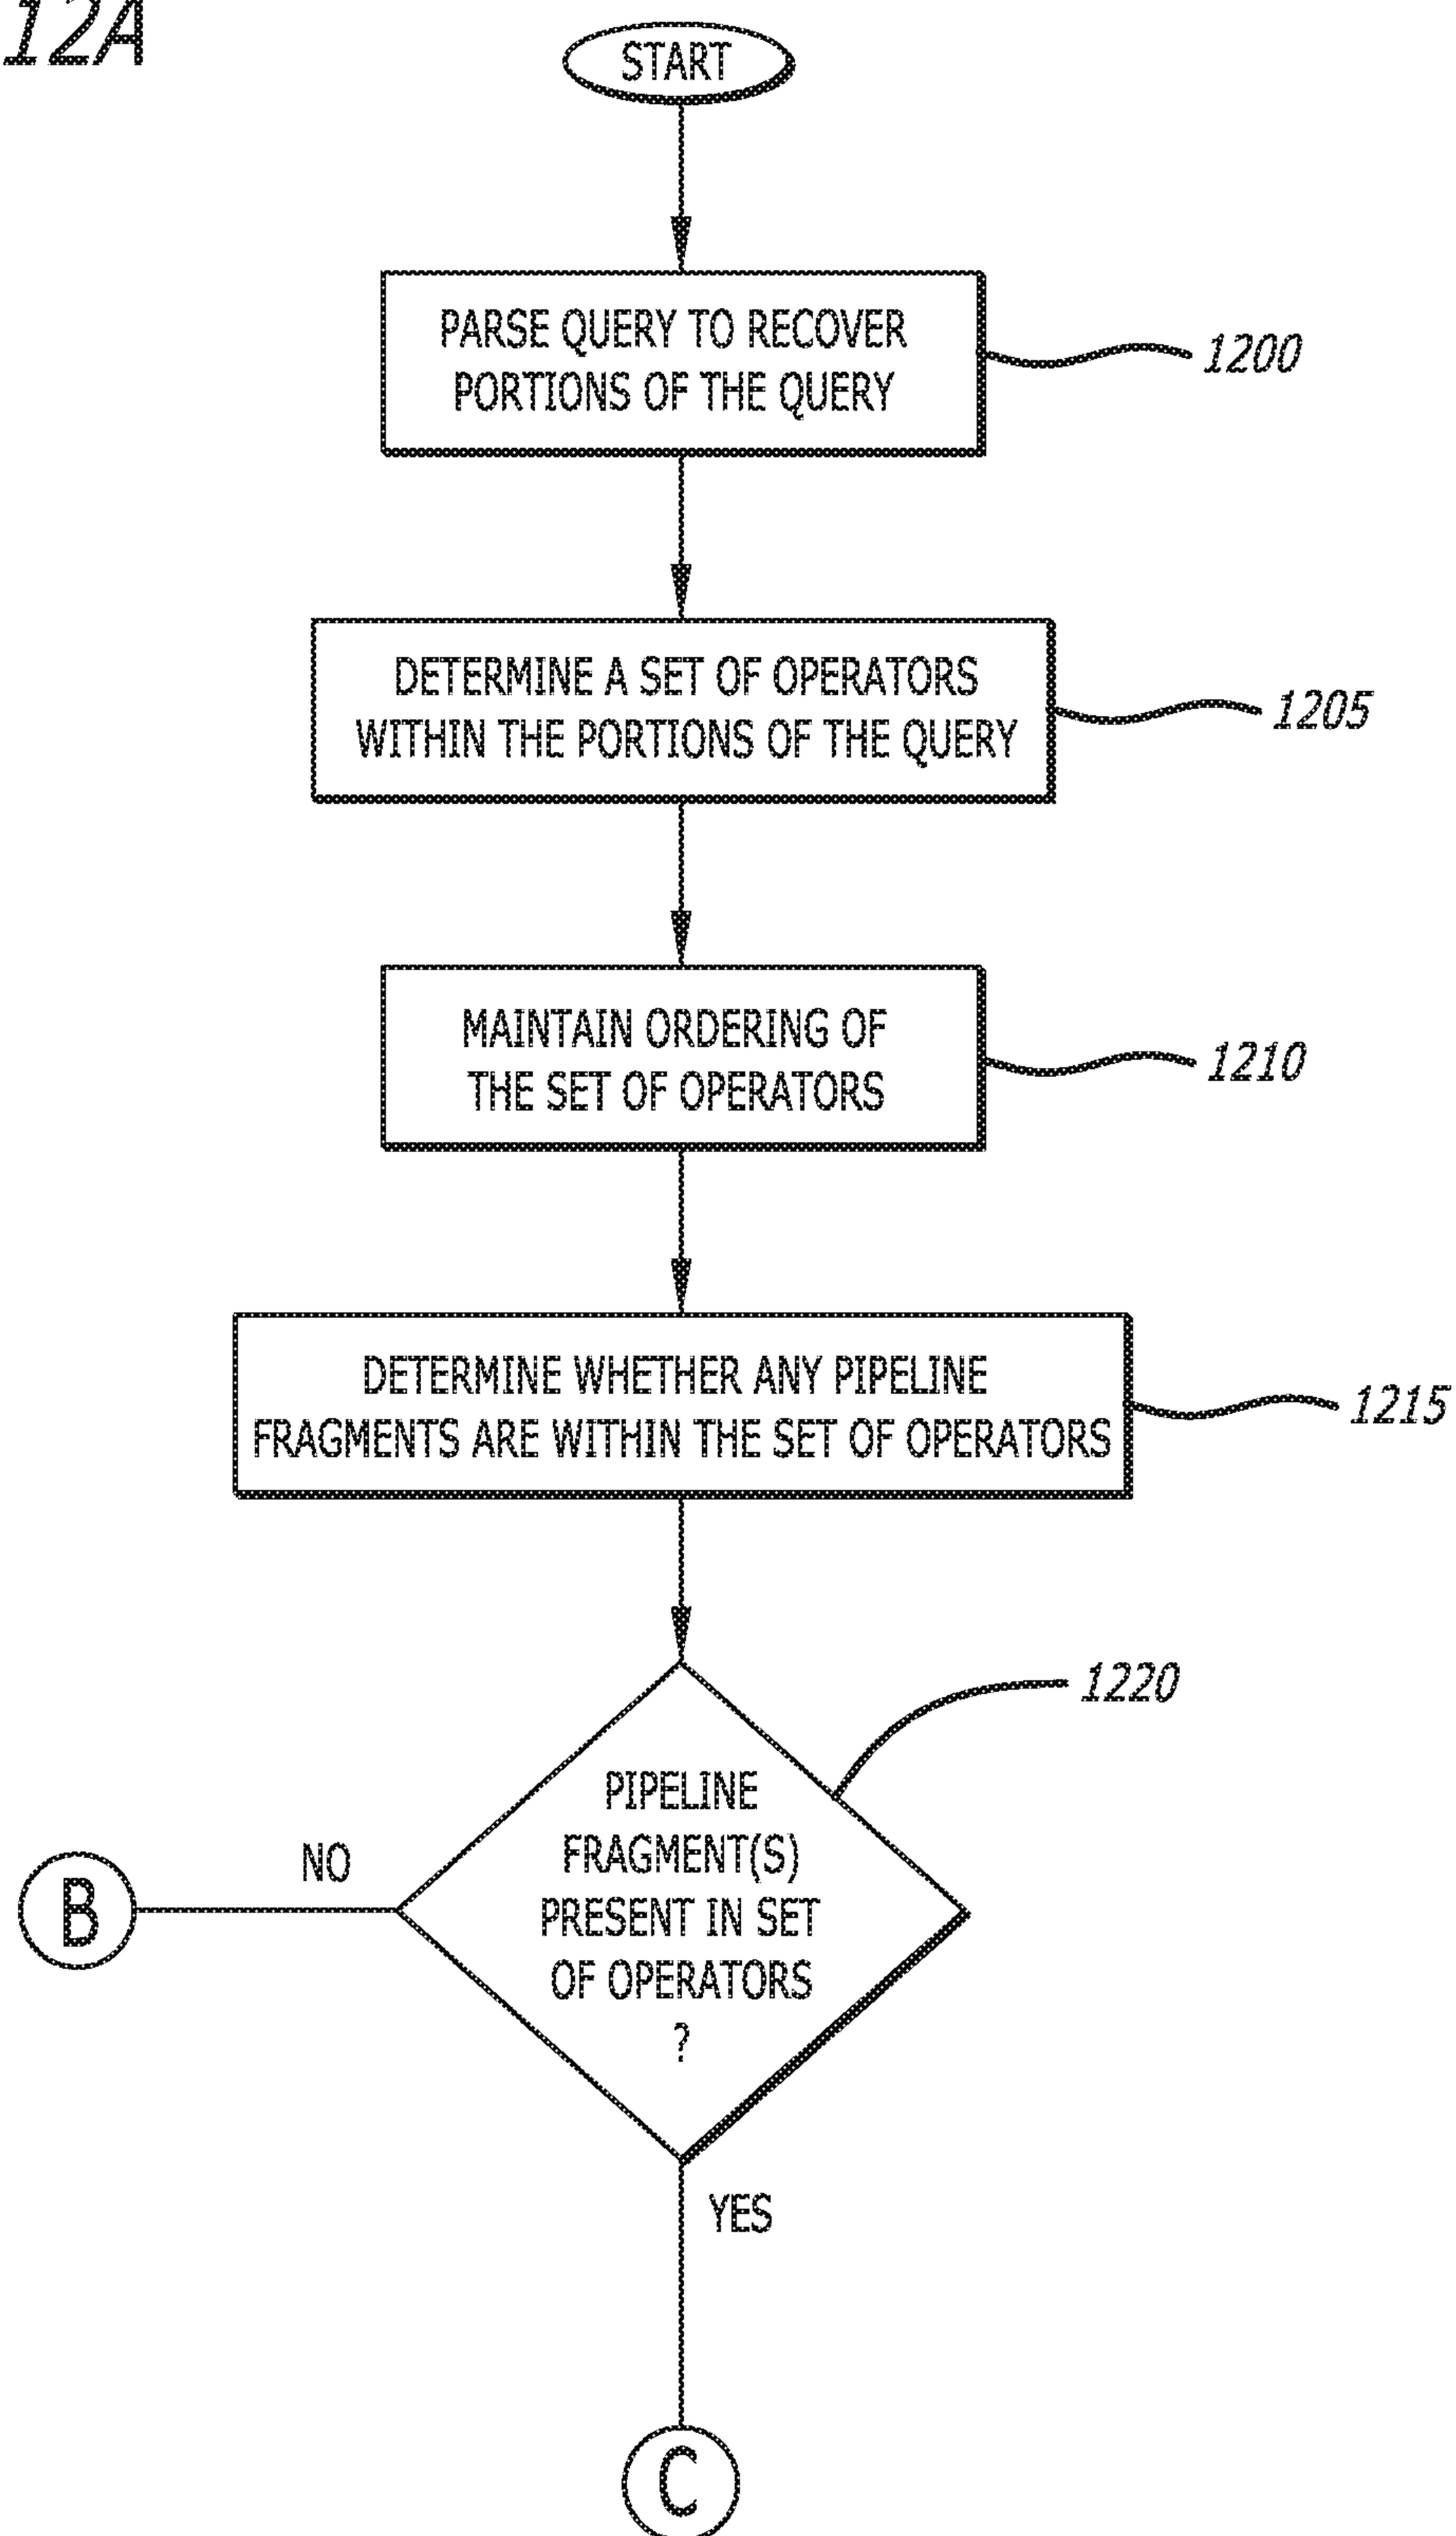 12A
START
PARSE QUERY TO RECOVER
PORTIONS OF THE QUERY
1200
DETERMINE A SET OF OPERATORS
WITHIN THE PORTIONS OF THE QUERY
1205
MAINTAIN ORDERING OF
THE SET OF OPERATORS
1210
DETERMINE WHETHER ANY PIPELINE
FRAGMENTS ARE WITHIN THE SET OF OPERATORS
1215
1220
PIPELINE
FRAGMENT(S)
PRESENT IN SET
OF OPERATORS
?
NO
B
YES
C